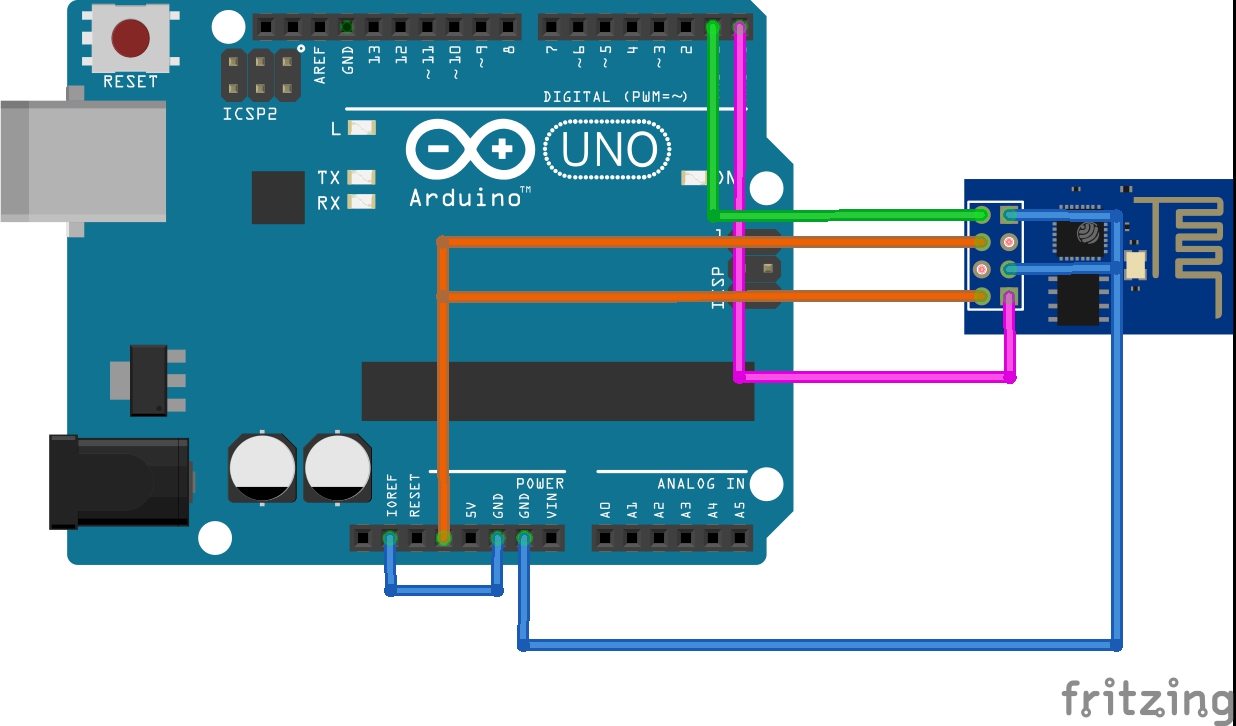 RESET
ICSP2
AREF
GND
13
12
~11
~10
~9
8
7
~6
~5
4
~3
2
DIGITAL (PWM=~)
L
TX
RX
UNO
Arduino™
ICSP
IOREF
RESET
5V
GND
GND
VIN
POWER
ANALOG IN
A0
A1
A2
A3
A4
A5
fritzing